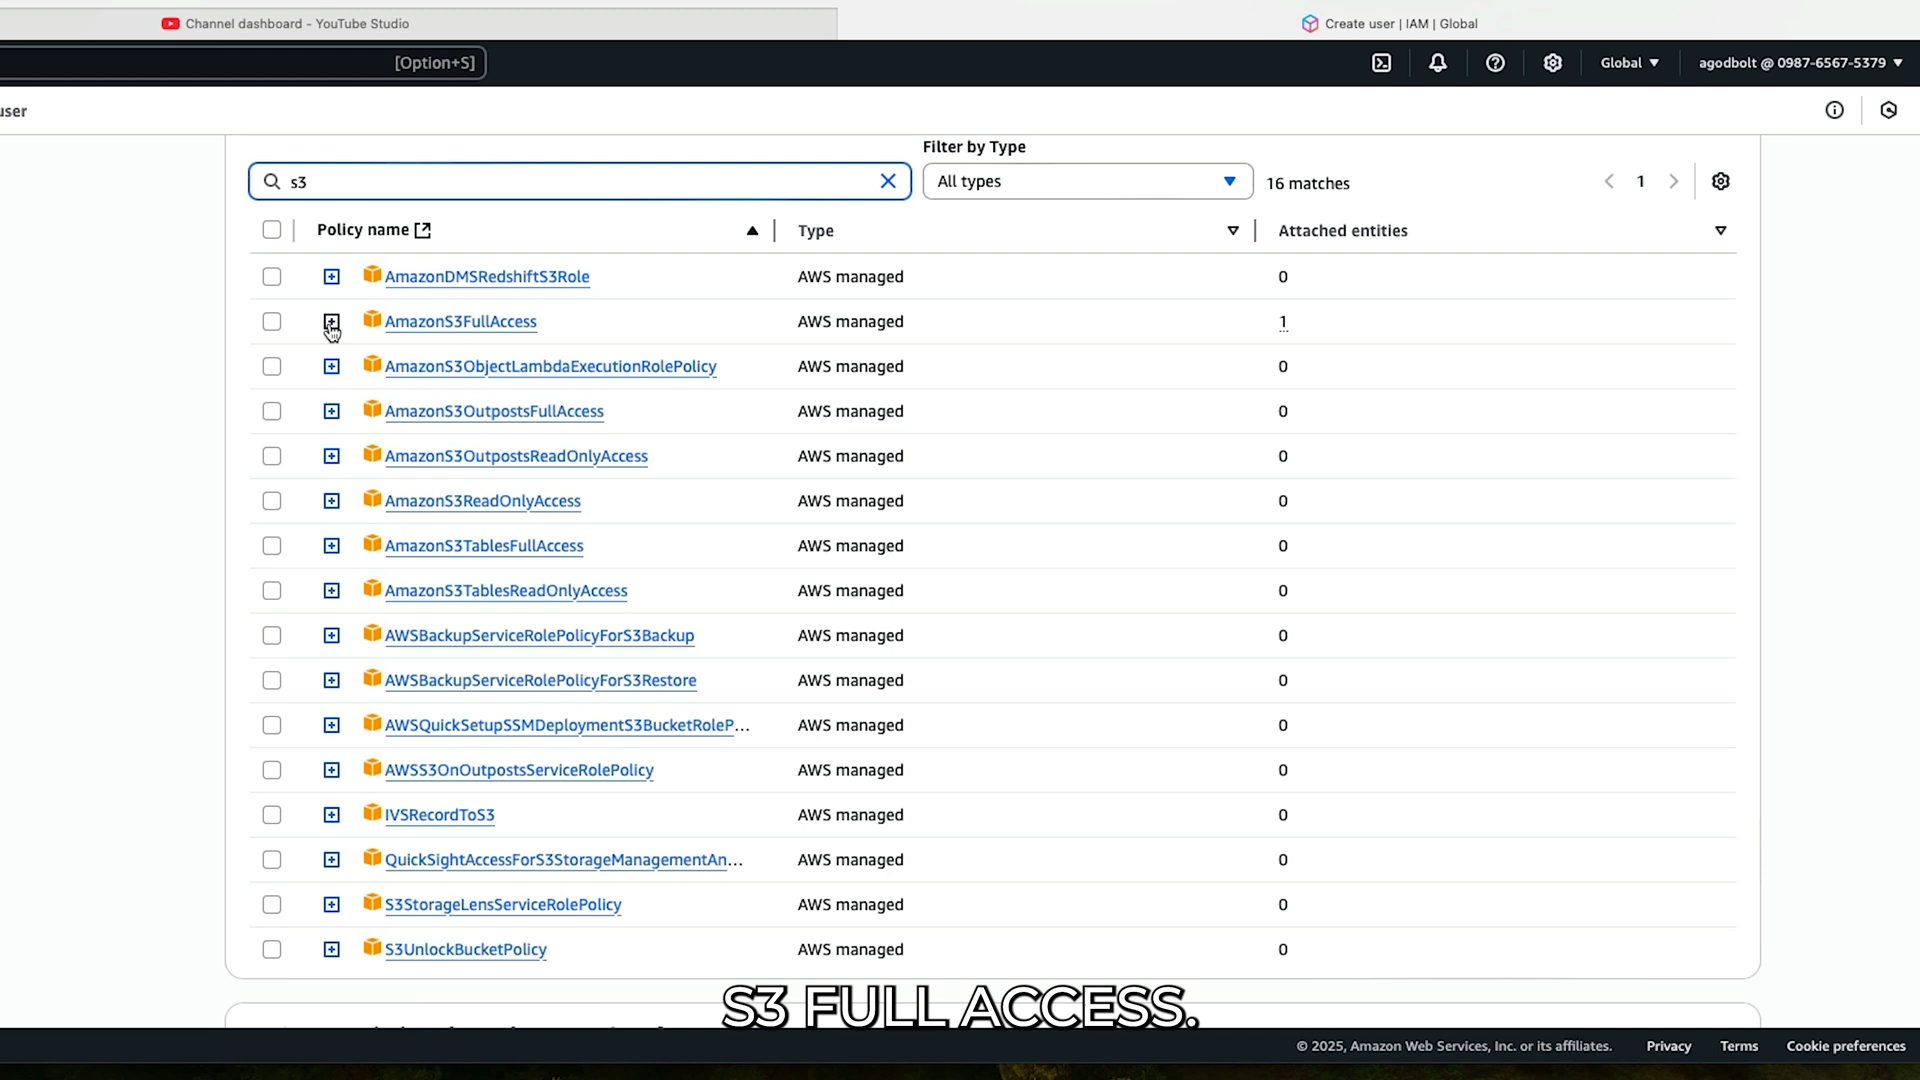 Channel dashboard - YouTube Studio
Create user | IAM | Global
[Option+S]
Global
agodbolt @ 0987-6567-5379
user
Filter by Type
s3
All types
16 matches
1
Policy name
Type
Attached entities
AmazonDMSRedshiftS3Role AWS managed 0
AmazonS3FullAccess AWS managed 1
AmazonS3ObjectLambdaExecutionRolePolicy AWS managed 0
AmazonS3OutpostsFullAccess AWS managed 0
AmazonS3OutpostsReadOnlyAccess AWS managed 0
AmazonS3ReadOnlyAccess AWS managed 0
AmazonS3TablesFullAccess AWS managed 0
AmazonS3TablesReadOnlyAccess AWS managed 0
AWSBackupServiceRolePolicyForS3Backup AWS managed 0
AWSBackupServiceRolePolicyForS3Restore AWS managed 0
AWSQuickSetupSSMDeploymentS3BucketRoleP... AWS managed 0
AWSS3OnOutpostsServiceRolePolicy AWS managed 0
IVSRecordToS3 AWS managed 0
QuickSightAccessForS3StorageManagementAn... AWS managed 0
S3StorageLensServiceRolePolicy AWS managed 0
S3UnlockBucketPolicy AWS managed 0
S3 FULL ACCESS.
© 2025, Amazon Web Services, Inc. or its affiliates. Privacy Terms Cookie preferences